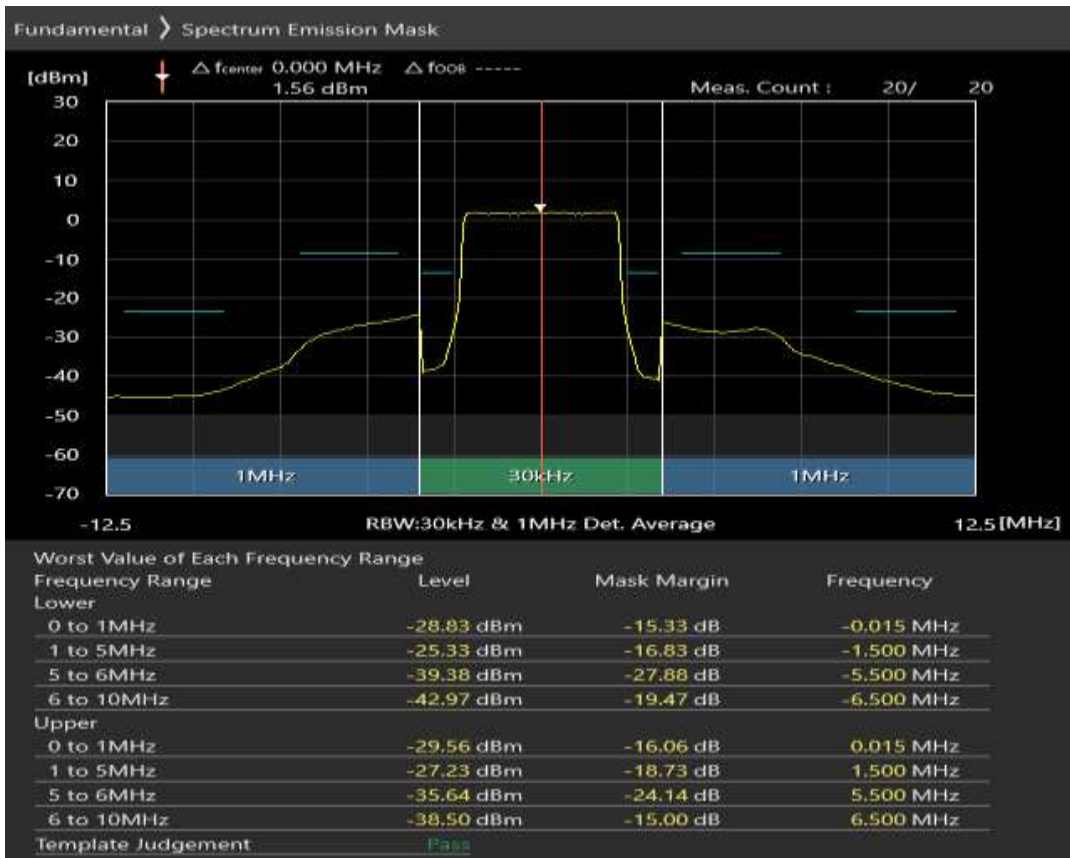 Fundamental ❯ Spectrum Emission Mask
△ fcenter 0.000 MHz △ fOOB -----
[dBm]
1.56 dBm Meas. Count : 20/ 20
30
20
10
0
-10
-20
-30
-40
-50
-60
-70
1MHz 30kHz 1MHz
-12.5 RBW:30kHz & 1MHz Det. Average 12.5 [MHz]
Worst Value of Each Frequency Range
Frequency Range Level Mask Margin Frequency
Lower
0 to 1MHz -28.83 dBm -15.33 dB -0.015 MHz
1 to 5MHz -25.33 dBm -16.83 dB -1.500 MHz
5 to 6MHz -39.38 dBm -27.88 dB -5.500 MHz
6 to 10MHz -42.97 dBm -19.47 dB -6.500 MHz
Upper
0 to 1MHz -29.56 dBm -16.06 dB 0.015 MHz
1 to 5MHz -27.23 dBm -18.73 dB 1.500 MHz
5 to 6MHz -35.64 dBm -24.14 dB 5.500 MHz
6 to 10MHz -38.50 dBm -15.00 dB 6.500 MHz
Template Judgement Pass